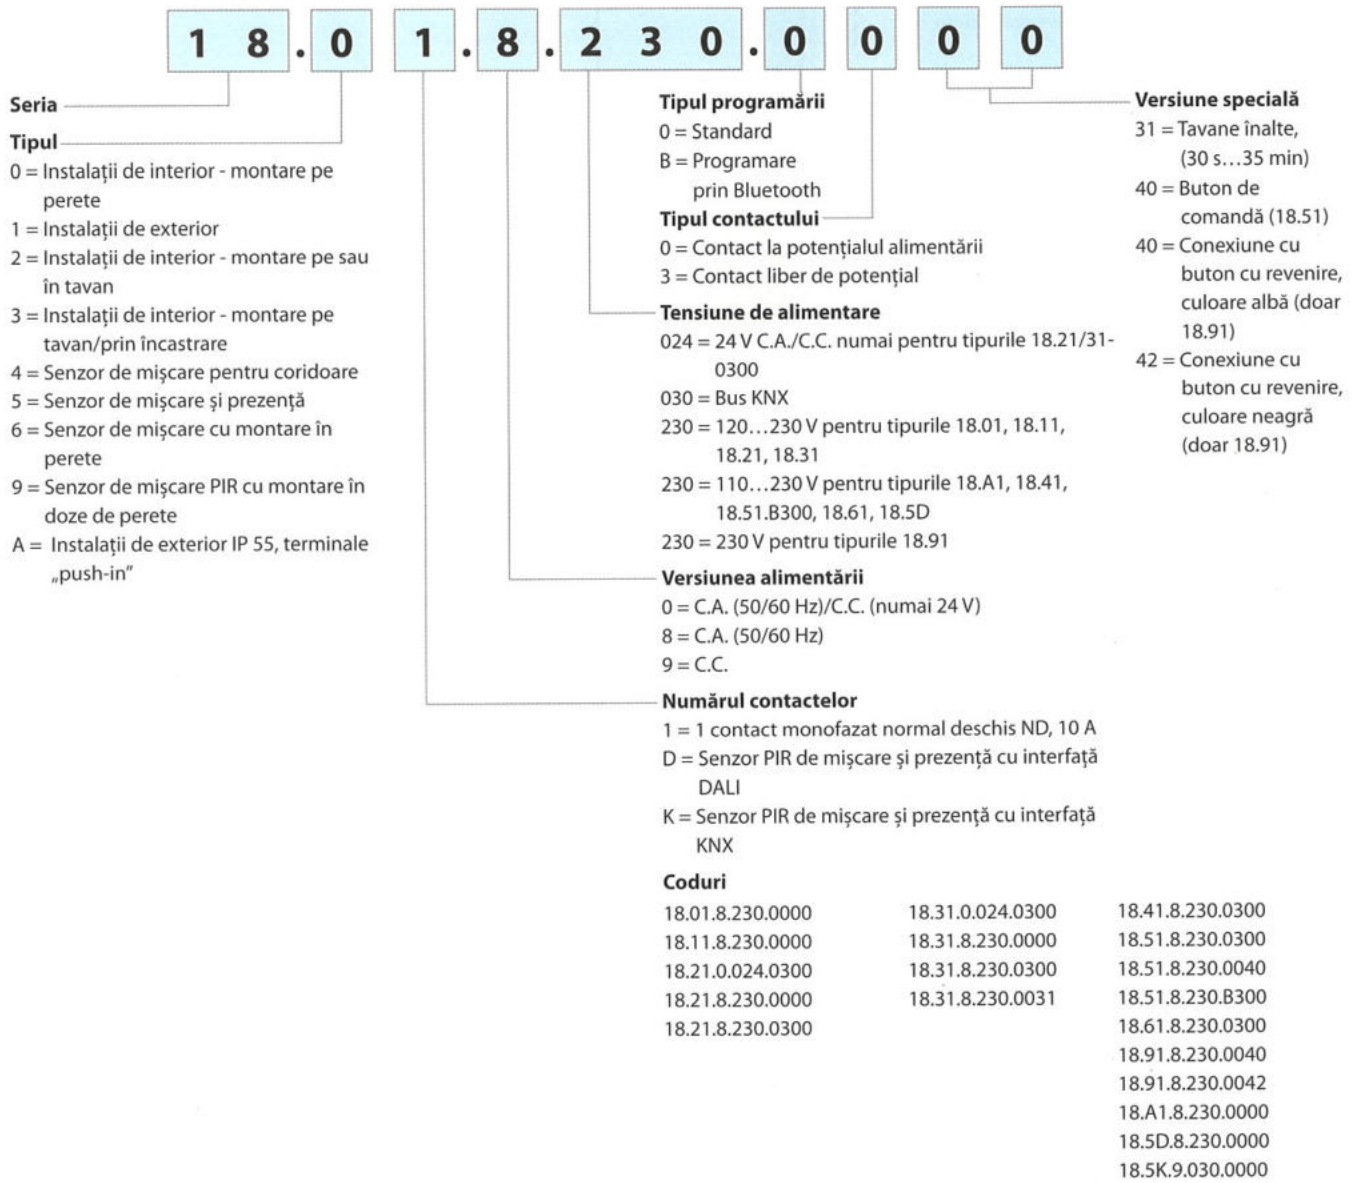 18.01.8.230.0000
Seria
Tipul
0 = Instalații de interior - montare pe
perete
1 = Instalații de exterior
2 = Instalații de interior - montare pe sau
în tavan
3 = Instalații de interior - montare pe
tavan/prin încastrare
4 = Senzor de mișcare pentru coridoare
5 = Senzor de mișcare și prezență
6 = Senzor de mișcare cu montare în
perete
9 = Senzor de mișcare PIR cu montare în
doze de perete
A = Instalații de exterior IP 55, terminale
„push-in”
Tipul programării
0 = Standard
B = Programare
prin Bluetooth
Tipul contactului
0 = Contact la potențialul alimentării
3 = Contact liber de potențial
Tensiune de alimentare
024 = 24 V C.A./C.C. numai pentru tipurile 18.21/31-
0300
030 = Bus KNX
230 = 120…230 V pentru tipurile 18.01, 18.11,
18.21, 18.31
230 = 110…230 V pentru tipurile 18.A1, 18.41,
18.51.B300, 18.61, 18.5D
230 = 230 V pentru tipurile 18.91
Versiunea alimentării
0 = C.A. (50/60 Hz)/C.C. (numai 24 V)
8 = C.A. (50/60 Hz)
9 = C.C.
Numărul contactelor
1 = 1 contact monofazat normal deschis ND, 10 A
D = Senzor PIR de mișcare și prezență cu interfață
DALI
K = Senzor PIR de mișcare și prezență cu interfață
KNX
Versiune specială
31 = Tavane înalte,
(30 s…35 min)
40 = Buton de
comandă (18.51)
40 = Conexiune cu
buton cu revenire,
culoare albă (doar
18.91)
42 = Conexiune cu
buton cu revenire,
culoare neagră
(doar 18.91)
Coduri
18.01.8.230.0000
18.11.8.230.0000
18.21.0.024.0300
18.21.8.230.0000
18.21.8.230.0300
18.31.0.024.0300
18.31.8.230.0000
18.31.8.230.0300
18.31.8.230.0031
18.41.8.230.0300
18.51.8.230.0300
18.51.8.230.0040
18.51.8.230.B300
18.61.8.230.0300
18.91.8.230.0040
18.91.8.230.0042
18.A1.8.230.0000
18.5D.8.230.0000
18.5K.9.030.0000